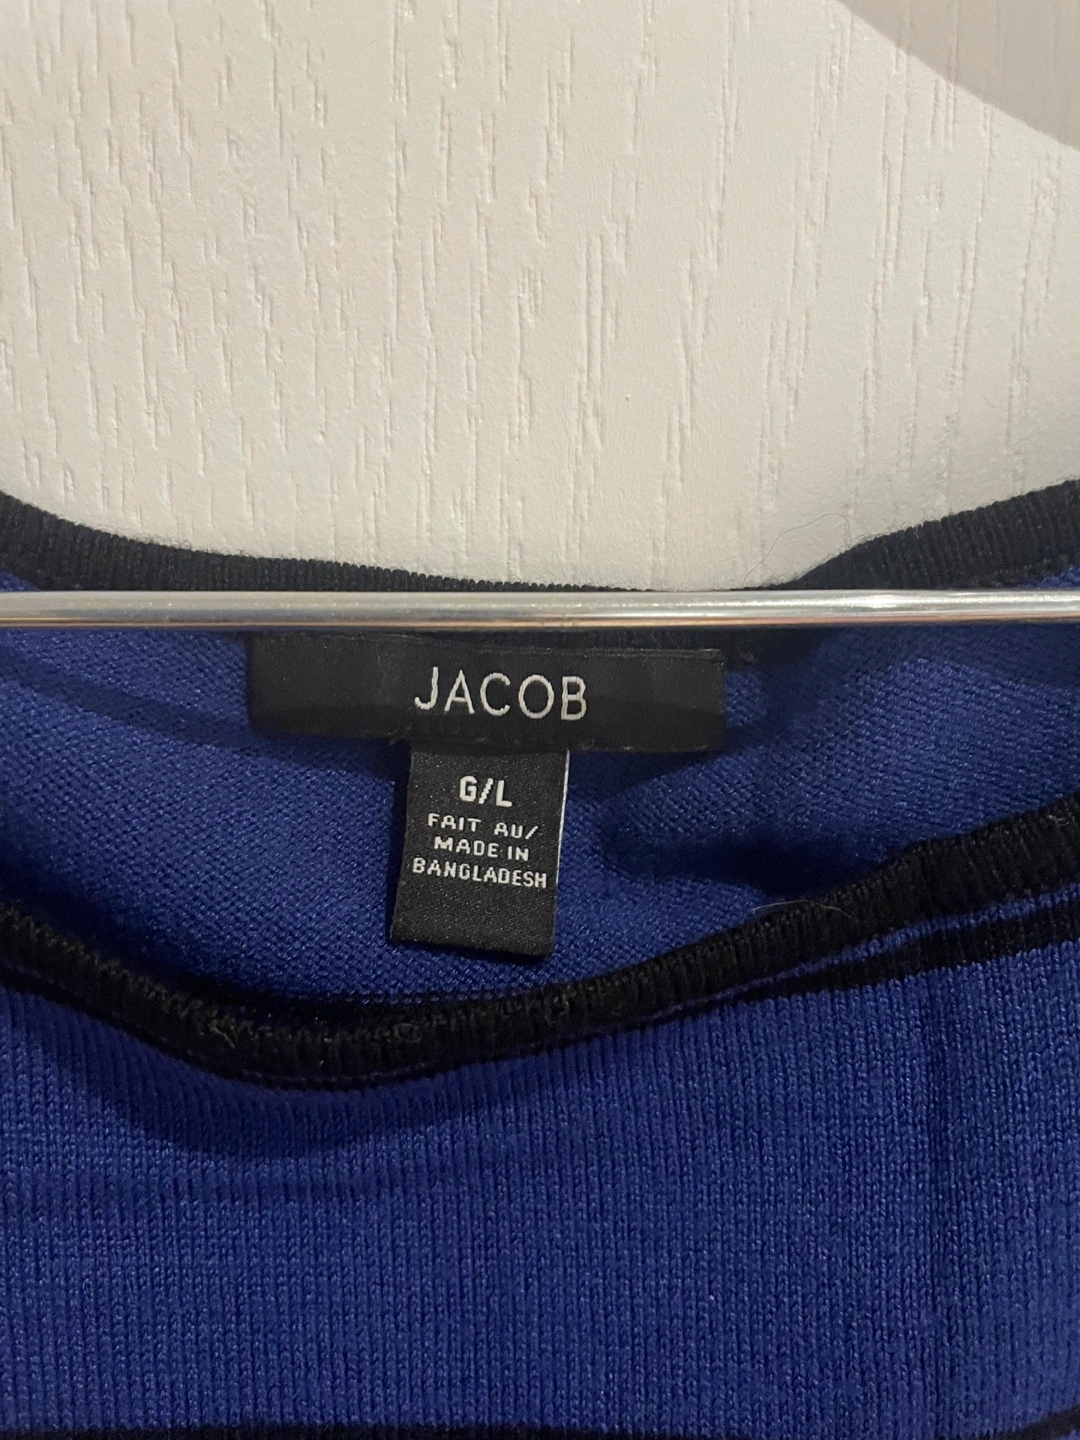 JACOB
G/L
FAIT AU/
MADE IN
BANGLADESH